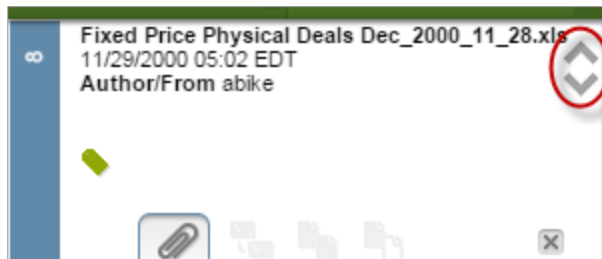 Fixed Price Physical Deals Dec_2000_11_28.xls
11/29/2000 05:02 EDT
Author/From abike